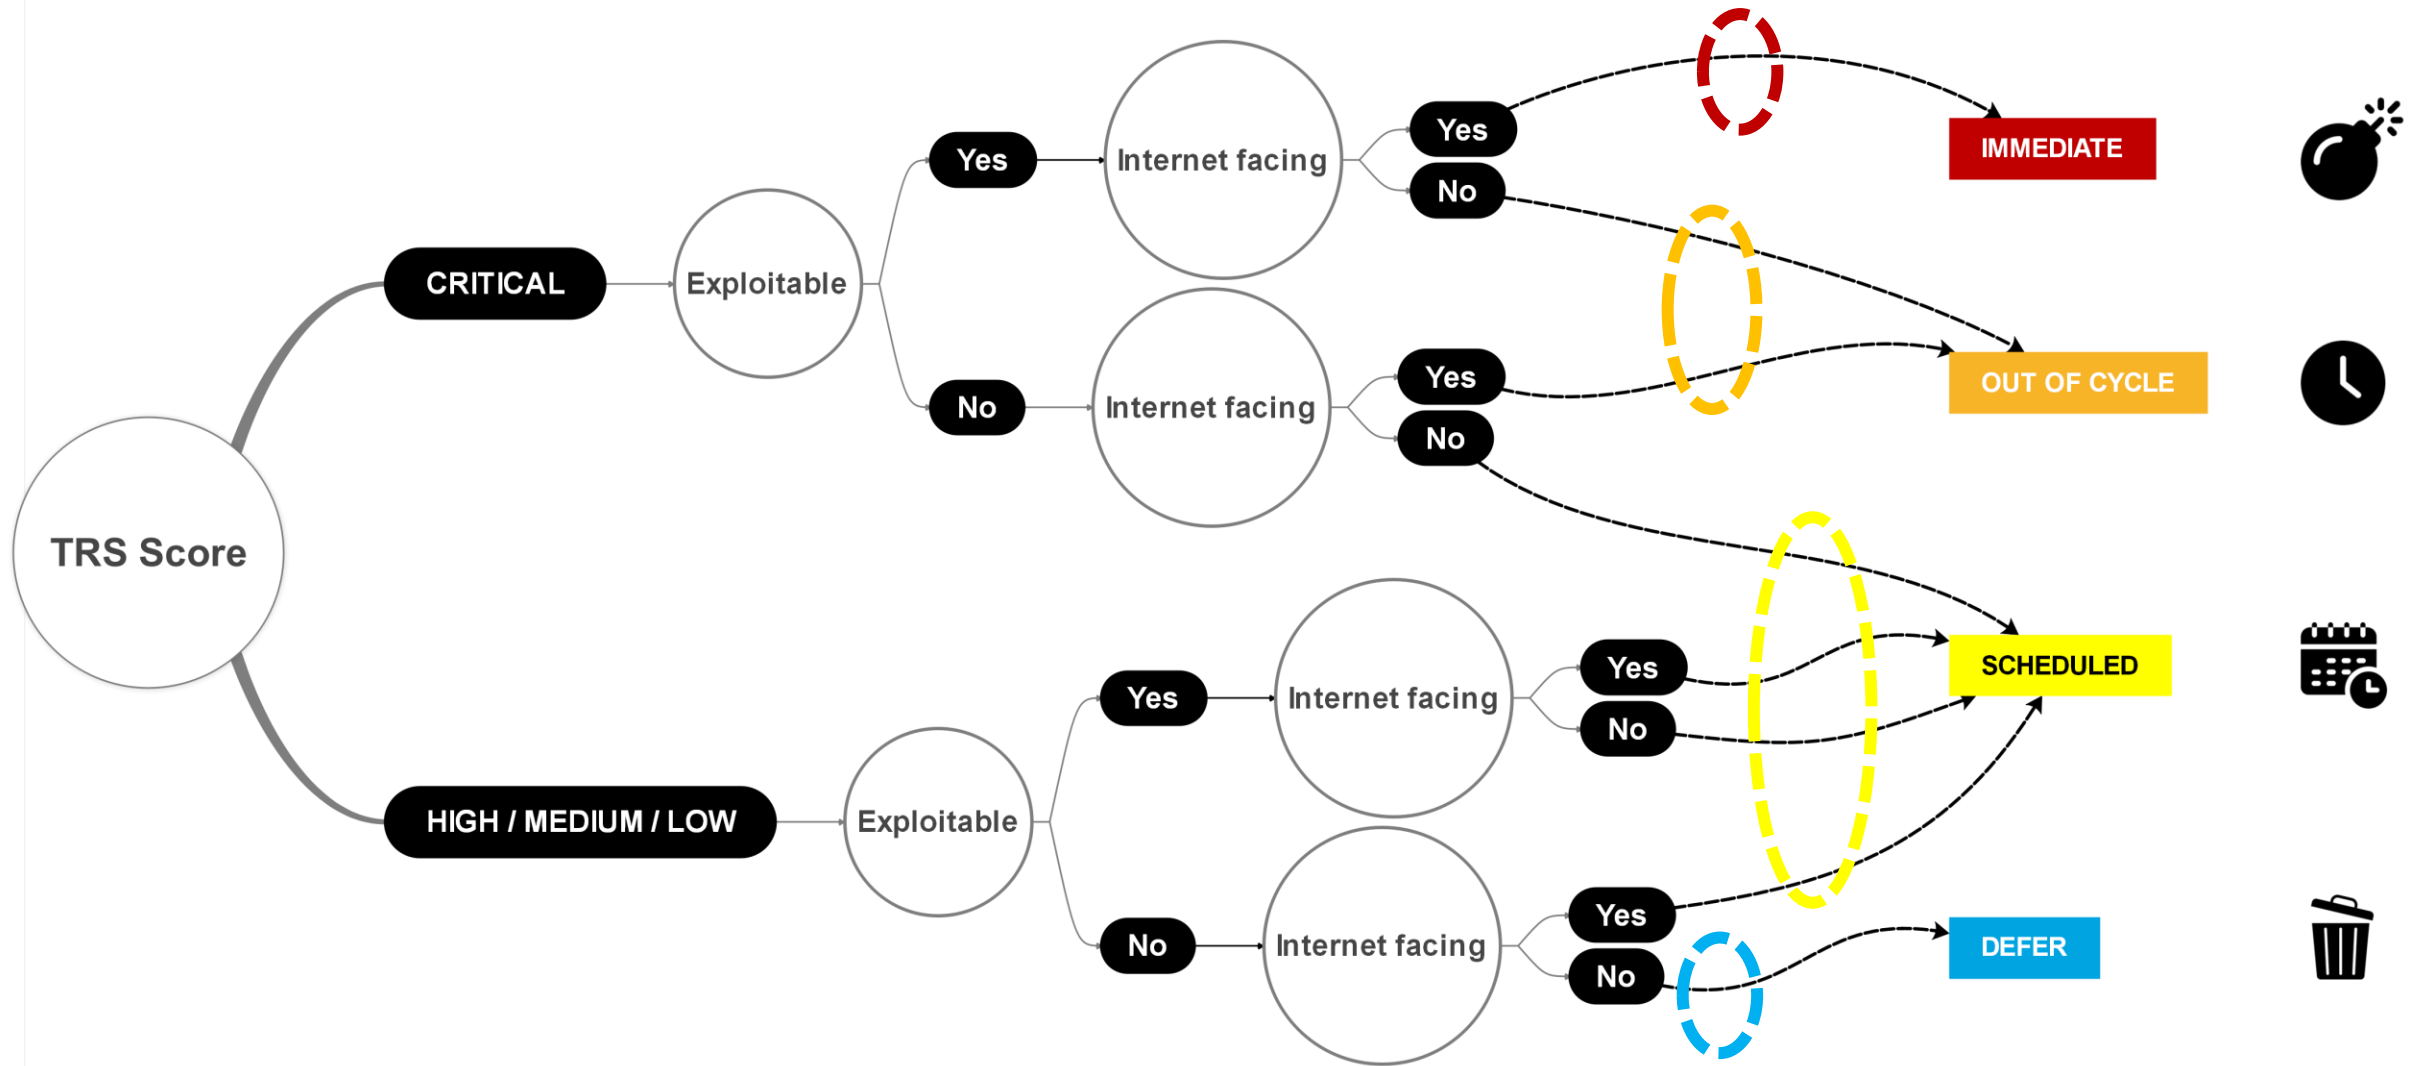 TRS Score
CRITICAL
Exploitable
Yes
Internet facing
Yes
No
IMMEDIATE
No
Internet facing
Yes
No
OUT OF CYCLE
HIGH / MEDIUM / LOW
Exploitable
Yes
Internet facing
Yes
No
SCHEDULED
No
Internet facing
Yes
No
DEFER